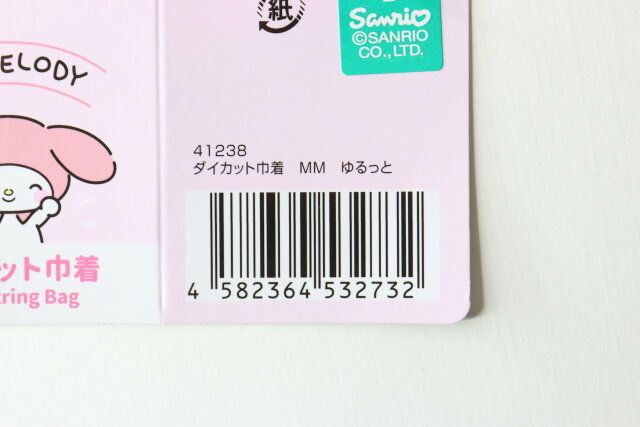 ELODY
ット巾着
tring Bag
紙
Sanrio
©SANRIO
CO., LTD.
41238
ダイカット巾着 MM ゆるっと
4 582364 532732